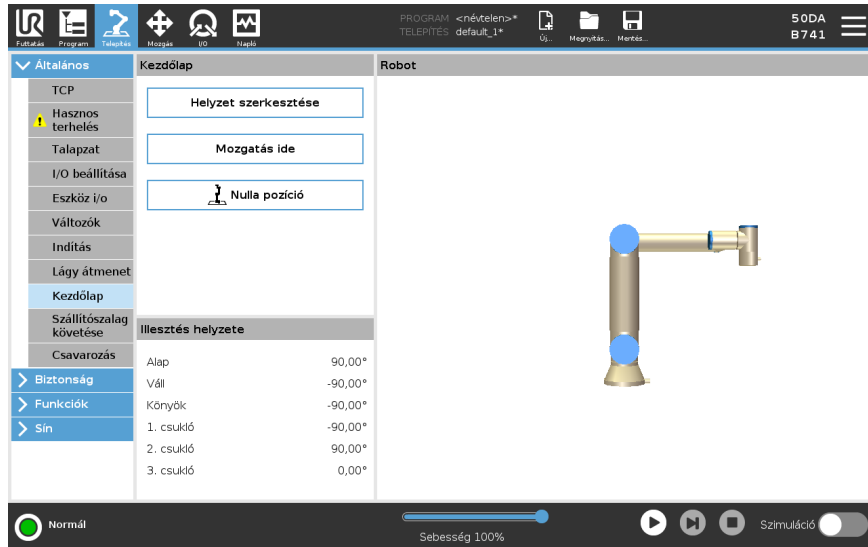 UR
Futtatás
Program
Telepítés
Mozgás
I/O
Napló
PROGRAM <névtelen>*
TELEPÍTÉS default_1*
Új...
Megnyitás...
Mentés...
50DA
B741
Általános
TCP
Hasznos
terhelés
Talapzat
I/O beállítása
Eszköz i/o
Változók
Indítás
Lágy átmenet
Kezdőlap
Szállítószalag
követése
Csavarozás
Biztonság
Funkciók
Sín
Kezdőlap
Helyzet szerkesztése
Mozgatás ide
Nulla pozíció
Illesztés helyzete
Alap 90,00°
Váll -90,00°
Könyök -90,00°
1. csukló -90,00°
2. csukló 90,00°
3. csukló 0,00°
Robot
Normál
Sebesség 100%
Szimuláció